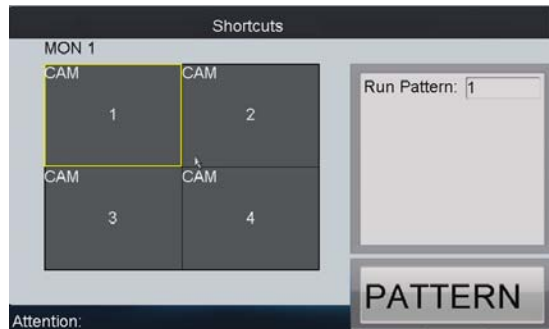 Shortcuts
MON 1
CAM
1
CAM
2
CAM
3
CAM
4
Run Pattern: 1
PATTERN
Attention: